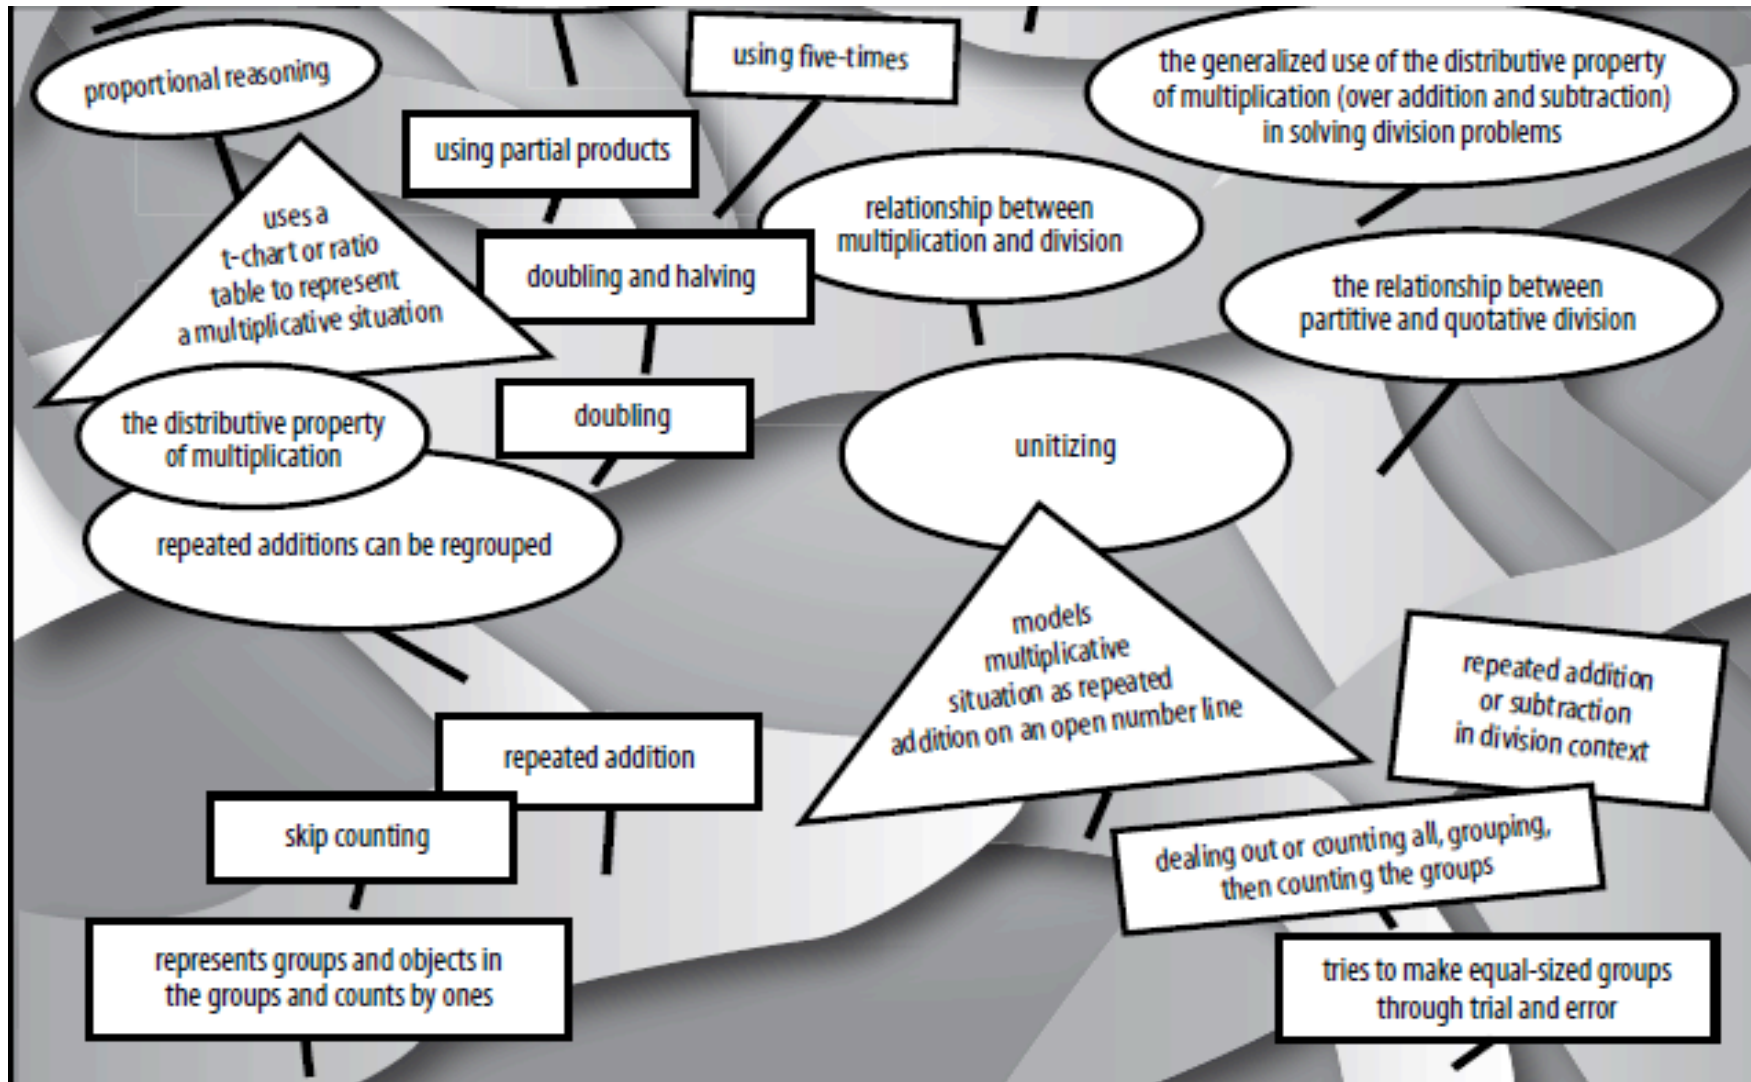 proportional reasoning
using five-times
the generalized use of the distributive property
of multiplication (over addition and subtraction)
in solving division problems
using partial products
uses a
t-chart or ratio
table to represent
a multiplicative situation
relationship between
multiplication and division
doubling and halving
the relationship between
partitive and quotative division
doubling
the distributive property
of multiplication
unitizing
repeated additions can be regrouped
models
multiplicative
situation as repeated
addition on an open number line
repeated addition
or subtraction
in division context
repeated addition
skip counting
dealing out or counting all, grouping,
then counting the groups
represents groups and objects in
the groups and counts by ones
tries to make equal-sized groups
through trial and error